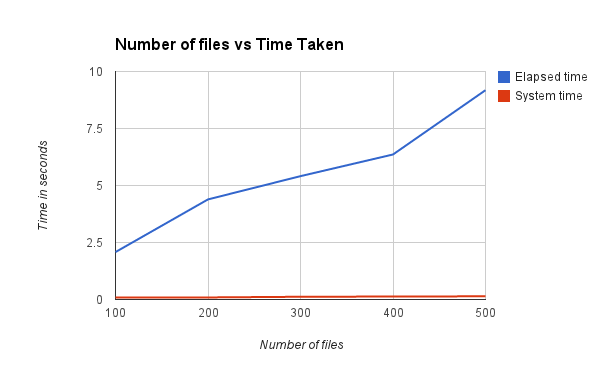 Number of files vs Time Taken
10
7.5
5
2.5
0
Time in seconds
100 200 300 400 500
Number of files
Elapsed time
System time